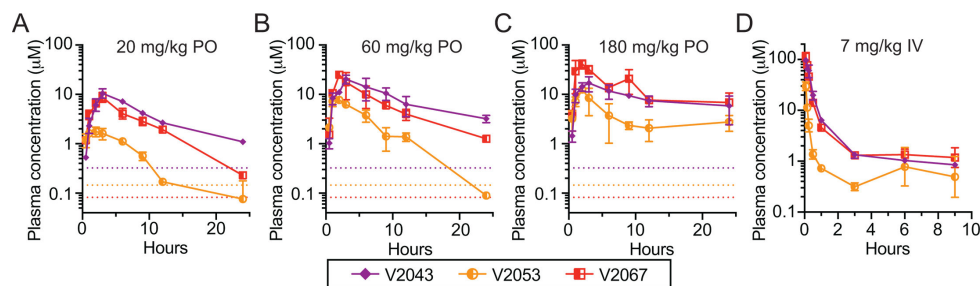 A
20 mg/kg PO
Plasma concentration (μM)
100
10
1
0.1
0
10
20
Hours
B
60 mg/kg PO
Plasma concentration (μM)
100
10
1
0.1
0
10
20
Hours
C
180 mg/kg PO
Plasma concentration (μM)
100
10
1
0.1
0
10
20
Hours
D
7 mg/kg IV
Plasma concentration (μM)
100
10
1
0.1
0
2
4
6
8
10
Hours
V2043
V2053
V2067